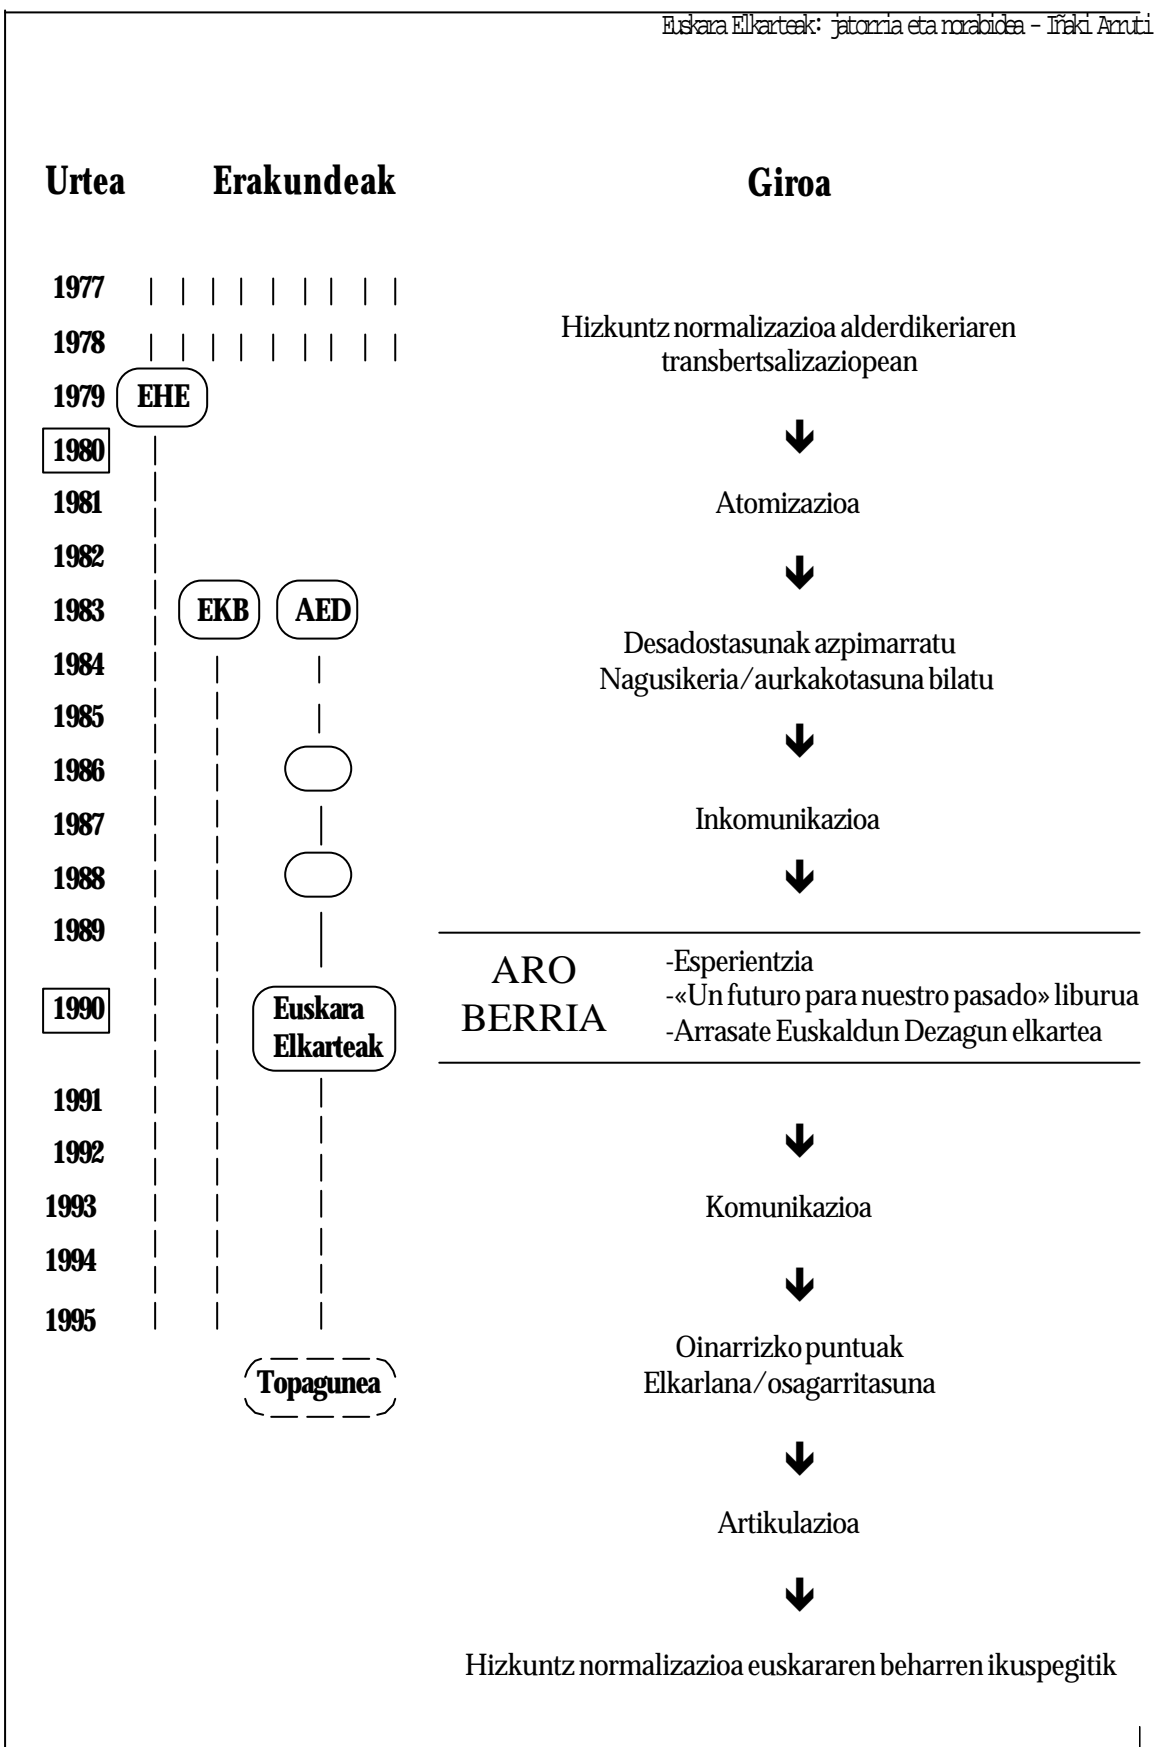 Euskara Elkarteak: jatorria eta norabidea - Iñaki Arruti
Urtea Erakundeak Giroa
1977
1978
1979 EHE
1980
1981
1982
1983 EKB AED
1984
1985
1986
1987
1988
1989
1990 Euskara
Elkarteak
1991
1992
1993
1994
1995
Topagunea
Hizkuntz normalizazioa alderdikeriaren
transbertsalizaziopean
Atomizazioa
Desadostasunak azpimarratu
Nagusikeria/aurkakotasuna bilatu
Inkomunikazioa
ARO
BERRIA
-Esperientzia
-«Un futuro para nuestro pasado» liburua
-Arrasate Euskaldun Dezagun elkartea
Komunikazioa
Oinarrizko puntuak
Elkarlana/osagarritasuna
Artikulazioa
Hizkuntz normalizazioa euskararen beharren ikuspegitik